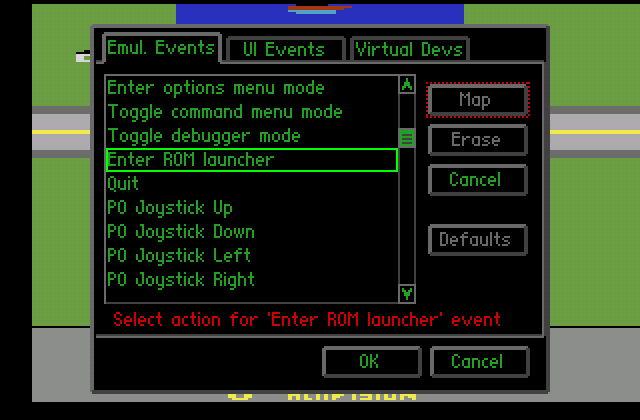 Emul. Events UI Events Virtual Devs
Enter options menu mode
Toggle command menu mode
Toggle debugger mode
Enter ROM launcher
Quit
P0 Joystick Up
P0 Joystick Down
P0 Joystick Left
P0 Joystick Right
Map
Erase
Cancel
Defaults
Select action for 'Enter ROM launcher' event
OK Cancel